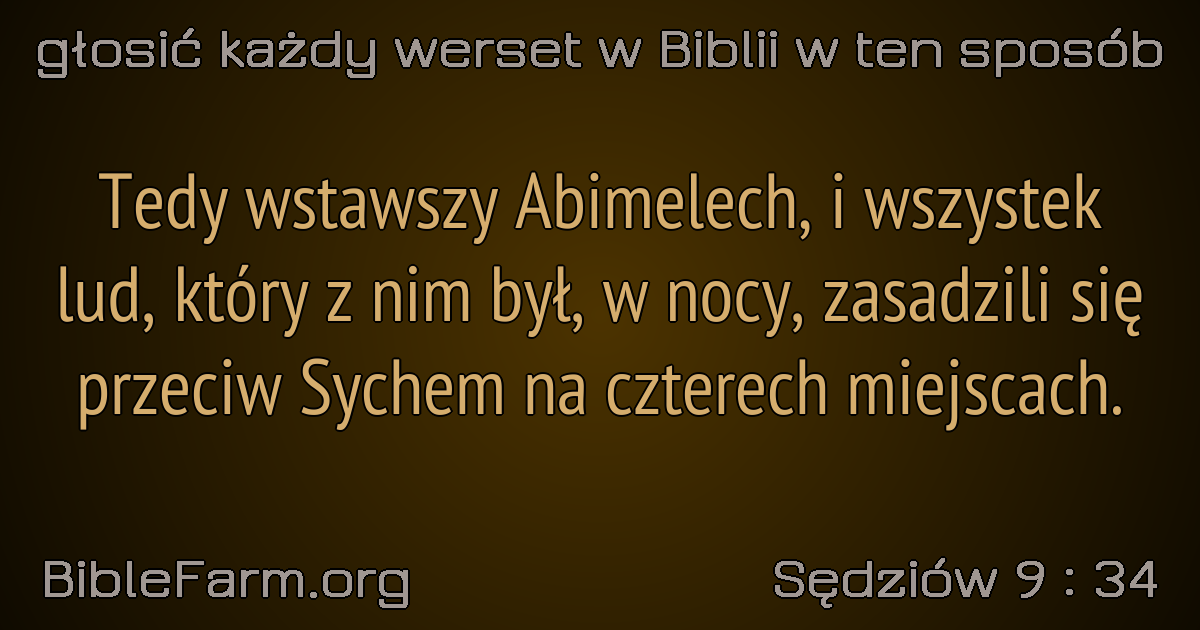 głosić każdy werset w Biblii w ten sposób
Tedy wstawszy Abimelech, i wszystek
lud, który z nim był, w nocy, zasadzili się
przeciw Sychem na czterech miejscach.
BibleFarm.org
Sędziów 9 : 34